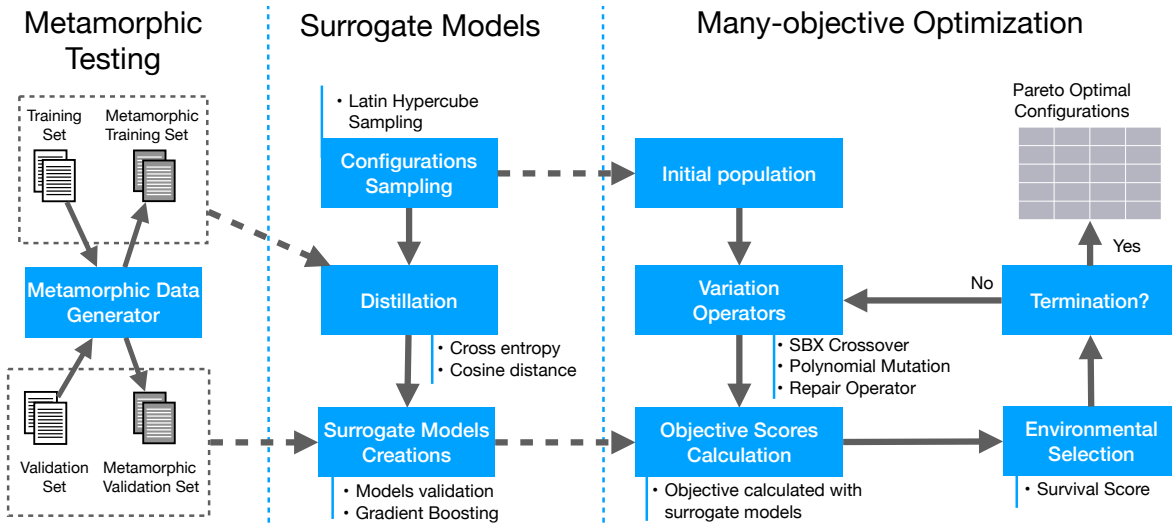 Metamorphic
Testing
Training
Set
Metamorphic
Training Set
Metamorphic Data
Generator
Validation
Set
Metamorphic
Validation Set
Surrogate Models
• Latin Hypercube
Sampling
Configurations
Sampling
Distillation
• Cross entropy
• Cosine distance
Surrogate Models
Creations
• Models validation
• Gradient Boosting
Many-objective Optimization
Initial population
Variation
Operators
• SBX Crossover
• Polynomial Mutation
• Repair Operator
Objective Scores
Calculation
• Objective calculated with
surrogate models
Pareto Optimal
Configurations
Yes
No
Termination?
Environmental
Selection
• Survival Score